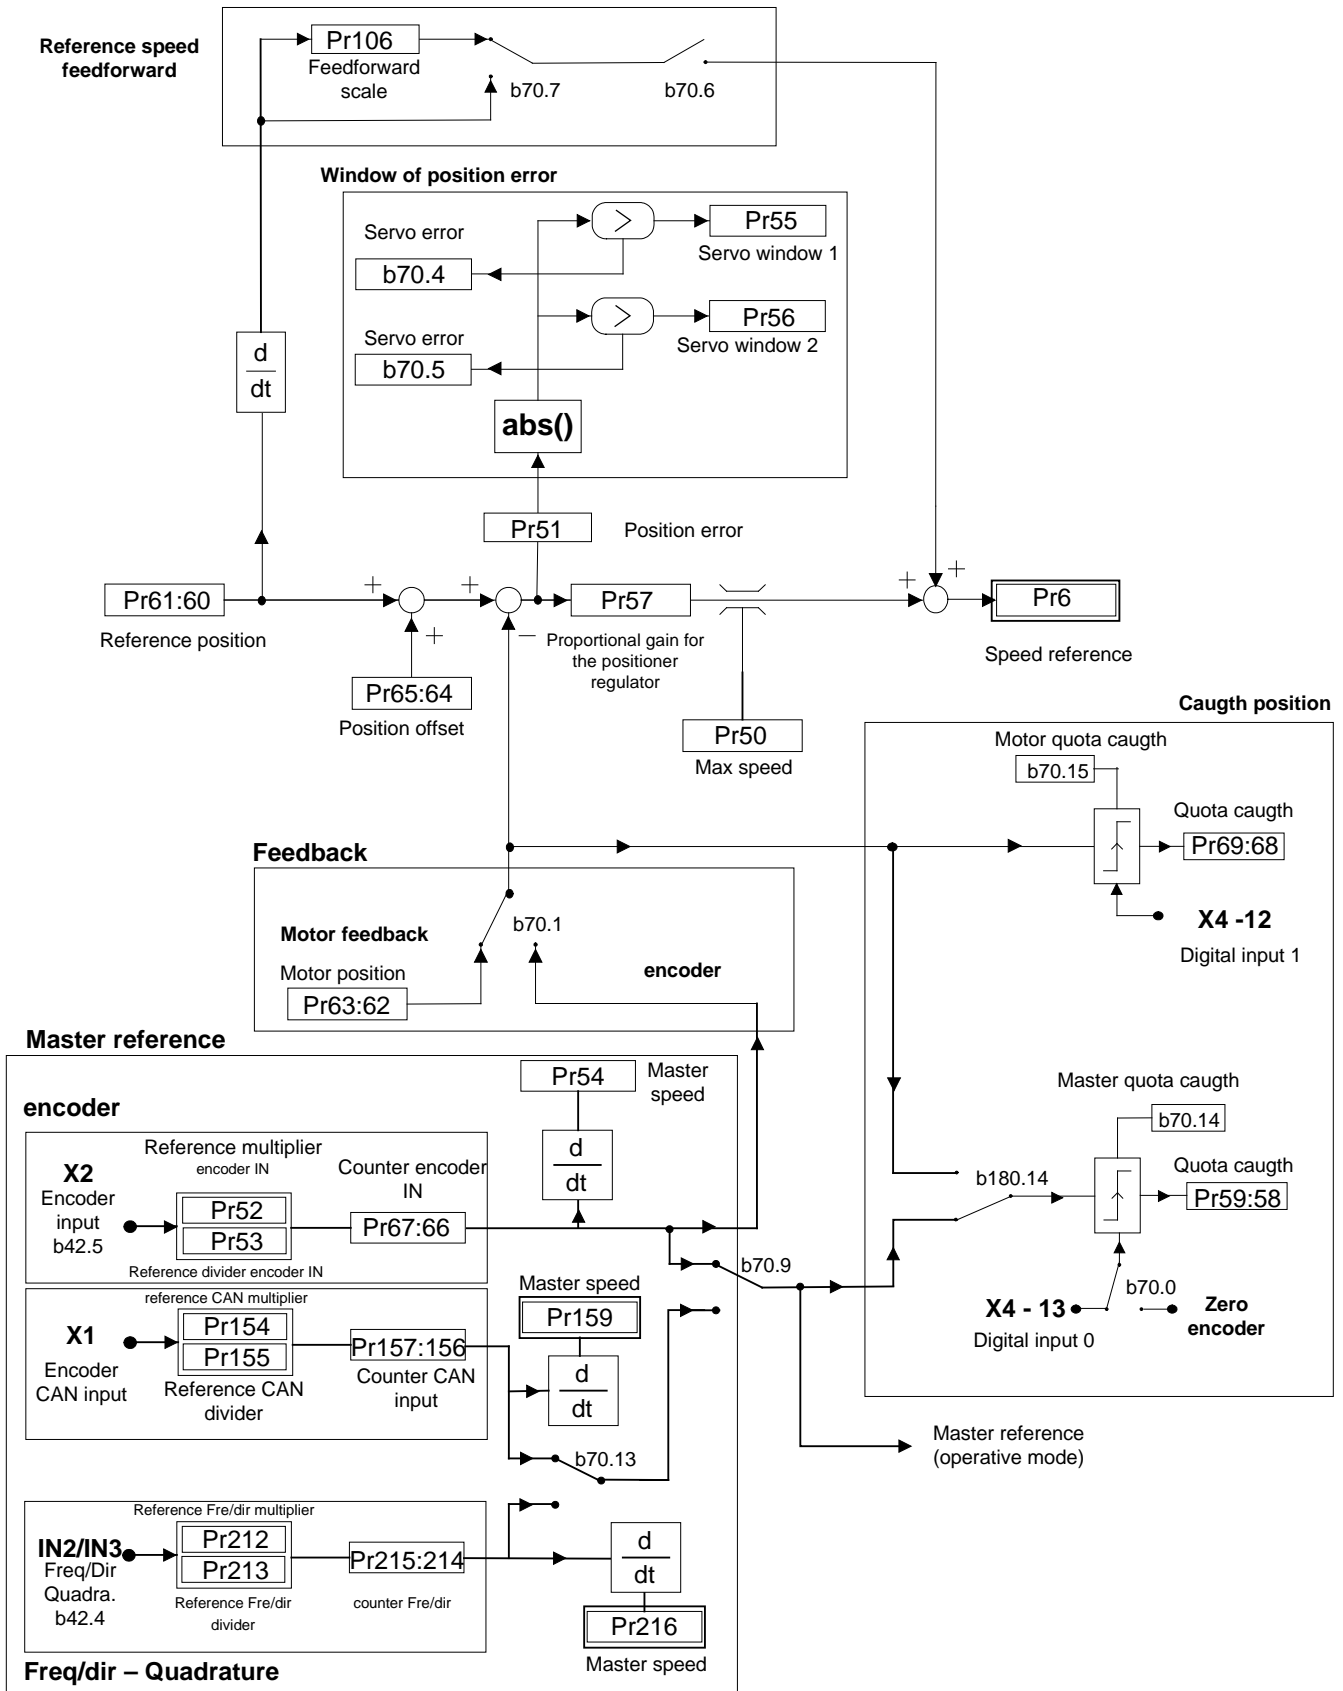 Reference speed
feedforward
Pr106
Feedforward
scale
b70.7
b70.6
Window of position error
Servo error
b70.4
>
Pr55
Servo window 1
Servo error
b70.5
>
Pr56
Servo window 2
d
dt
abs()
Pr51
Position error
Pr61:60
Reference position
+
+
+
−
Pr57
Proportional gain for
the positioner
regulator
+
+
Pr6
Speed reference
Pr65:64
Position offset
Pr50
Max speed
Caugth position
Motor quota caugth
b70.15
Quota caugth
Pr69:68
X4 -12
Digital input 1
Feedback
Motor feedback
b70.1
encoder
Motor position
Pr63:62
Master reference
Pr54
Master
speed
encoder
X2
Encoder
input
b42.5
Reference multiplier
encoder IN
Pr52
Pr53
Reference divider encoder IN
Counter encoder
IN
Pr67:66
d
dt
b70.9
Master quota caugth
b70.14
b180.14
Quota caugth
Pr59:58
X4 - 13
Digital input 0
b70.0
Zero
encoder
X1
Encoder
CAN input
reference CAN multiplier
Pr154
Pr155
Reference CAN
divider
Pr157:156
Counter CAN
input
Master speed
Pr159
d
dt
b70.13
Master reference
(operative mode)
IN2/IN3
Freq/Dir
Quadra.
b42.4
Reference Fre/dir multiplier
Pr212
Pr213
Reference Fre/dir
divider
Pr215:214
counter Fre/dir
d
dt
Pr216
Master speed
Freq/dir – Quadrature